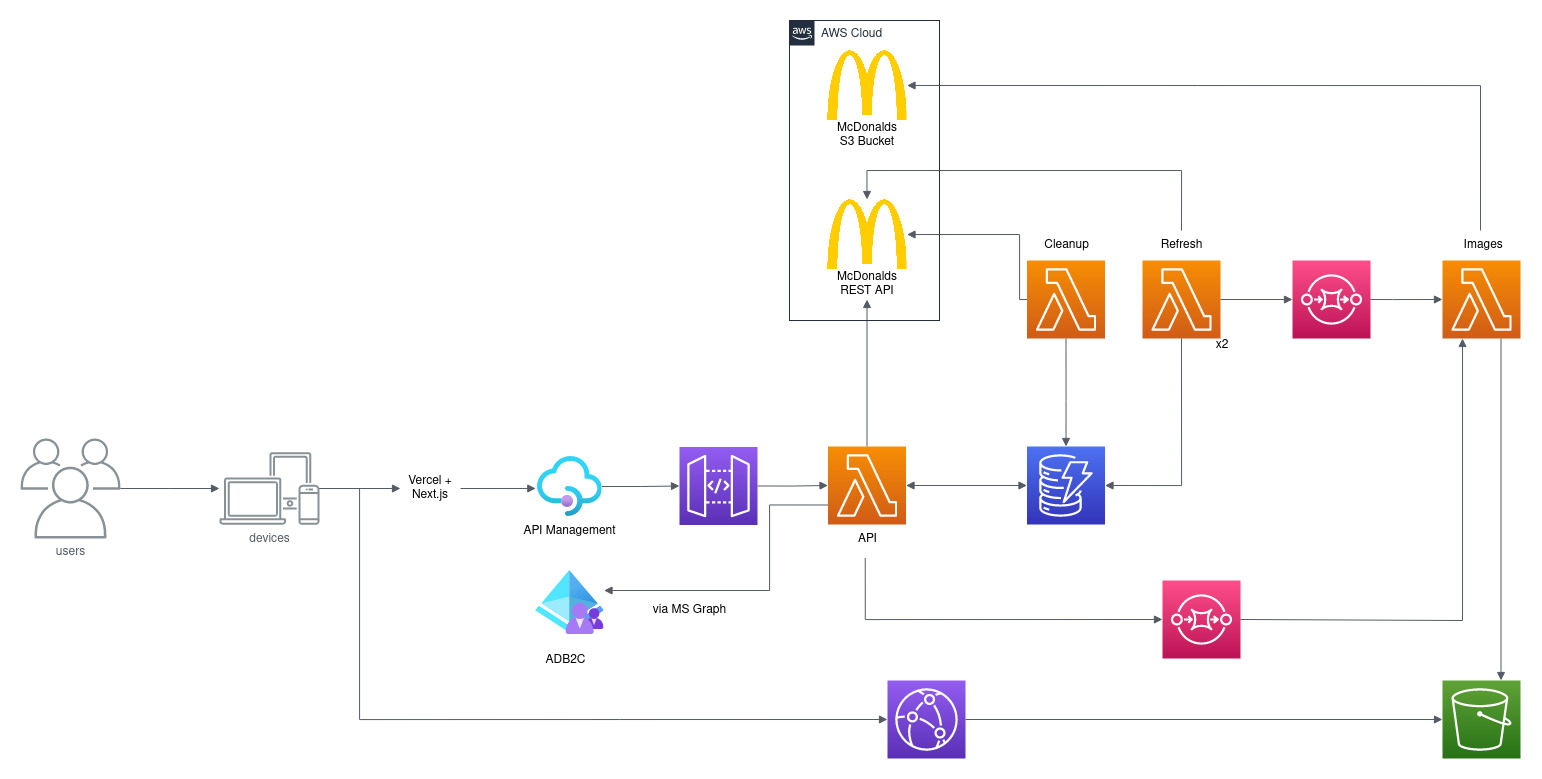 aws
AWS Cloud
McDonalds
S3 Bucket
McDonalds
REST API
Cleanup
Refresh
Images
x2
users
devices
Vercel +
Next.js
API Management
</>
API
via MS Graph
ADB2C